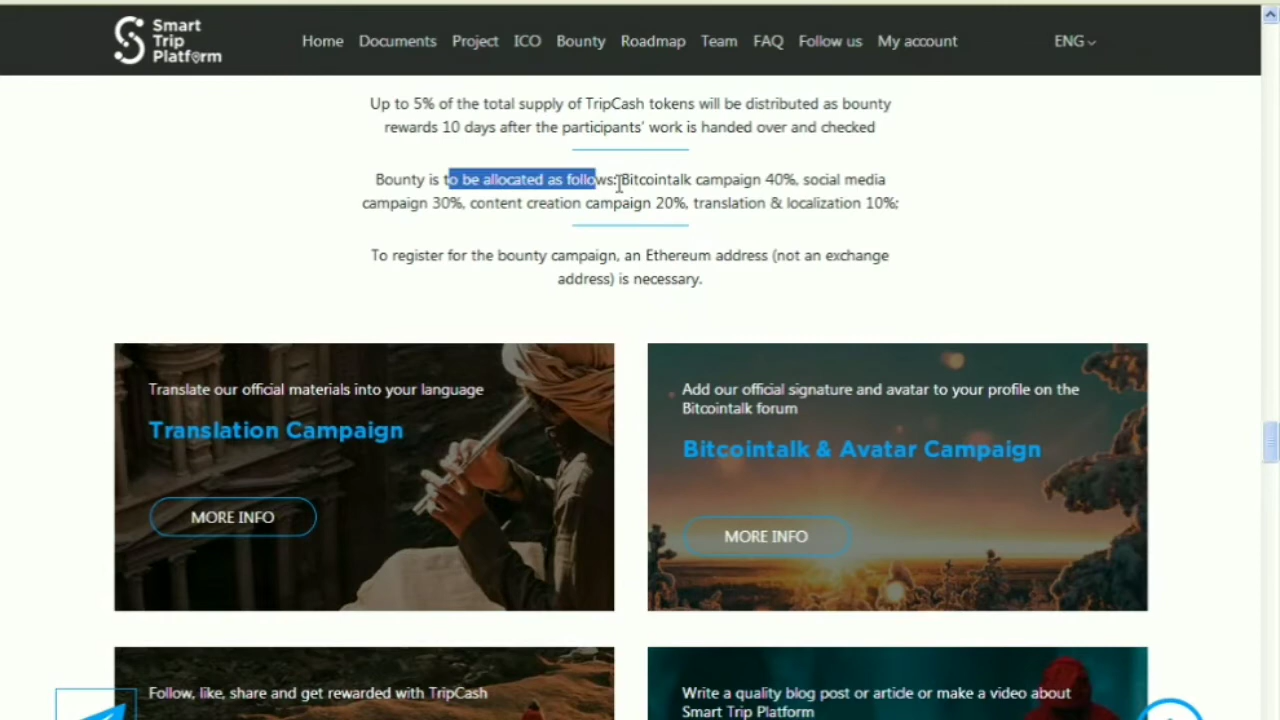 Smart
Trip
Platform
Home Documents Project ICO Bounty Roadmap Team FAQ Follow us My account ENG
Up to 5% of the total supply of TripCash tokens will be distributed as bounty
rewards 10 days after the participants' work is handed over and checked
Bounty is to be allocated as follows: Bitcointalk campaign 40%, social media
campaign 30%, content creation campaign 20%, translation & localization 10%;
To register for the bounty campaign, an Ethereum address (not an exchange
address) is necessary.
Translate our official materials into your language
Translation Campaign
MORE INFO
Add our official signature and avatar to your profile on the
Bitcointalk forum
Bitcointalk & Avatar Campaign
MORE INFO
Follow, like, share and get rewarded with TripCash
Write a quality blog post or article or make a video about
Smart Trip Platform